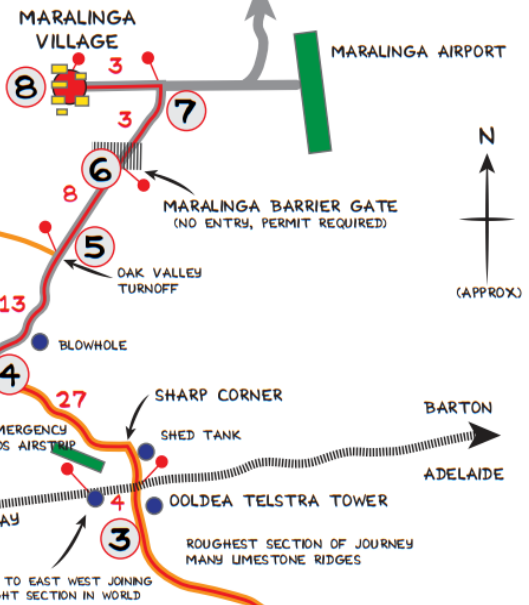 MARALINGA
VILLAGE
3
MARALINGA AIRPORT
8
7
3
N
6
8
MARALINGA BARRIER GATE
(NO ENTRY, PERMIT REQUIRED)
5
OAK VALLEY
TURNOFF
(APPROX)
13
BLOWHOLE
4
27
SHARP CORNER
BARTON
SHED TANK
AIRSTRIP
ADELAIDE
4
OOLDEA TELSTRA TOWER
3
ROUGHEST SECTION OF JOURNEY
MANY LIMESTONE RIDGES
TO EAST WEST JOINING
SECTION IN WORLD